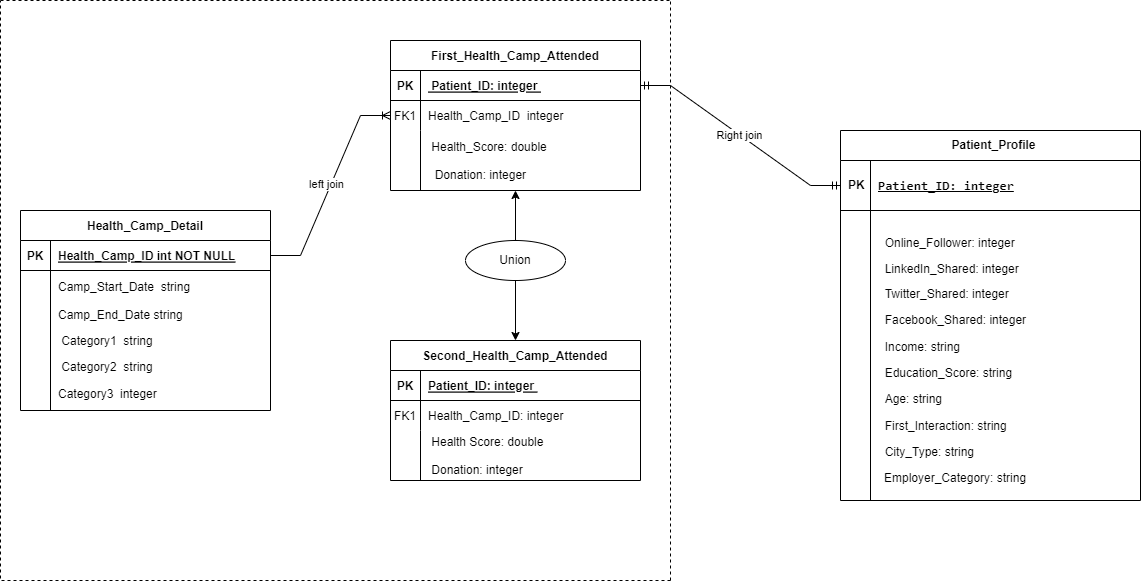 First_Health_Camp_Attended
PK Patient_ID: integer
FK1 Health_Camp_ID integer
Health_Score: double
Donation: integer
Right join
Patient_Profile
PK Patient_ID: integer
Online_Follower: integer
LinkedIn_Shared: integer
Twitter_Shared: integer
Facebook_Shared: integer
Income: string
Education_Score: string
Age: string
First_Interaction: string
City_Type: string
Employer_Category: string
left join
Health_Camp_Detail
PK Health_Camp_ID int NOT NULL
Camp_Start_Date string
Camp_End_Date string
Category1 string
Category2 string
Category3 integer
Union
Second_Health_Camp_Attended
PK Patient_ID: integer
FK1 Health_Camp_ID: integer
Health Score: double
Donation: integer